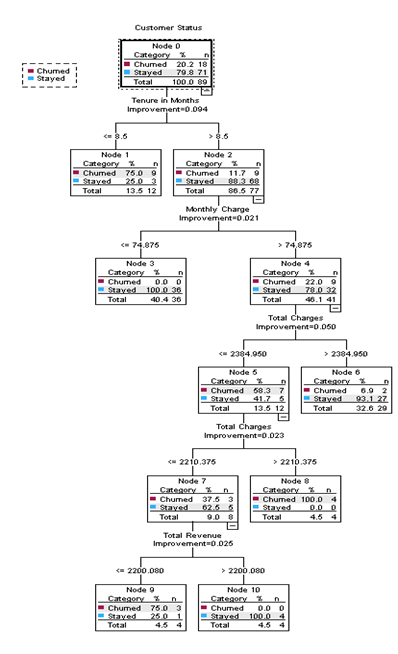 Customer Status
Churned
Stayed
Node 0
Category % n
Churned 20.2 18
Stayed 79.8 71
Total 100.0 89
Tenure in Months
Improvement=0.094
<= 8.5
> 8.5
Node 1
Category % n
Churned 75.0 9
Stayed 25.0 3
Total 13.5 12
Node 2
Category % n
Churned 11.7 9
Stayed 88.3 68
Total 86.5 77
Monthly Charge
Improvement=0.021
<= 74.875
> 74.875
Node 3
Category % n
Churned 0.0 0
Stayed 100.0 36
Total 40.4 36
Node 4
Category % n
Churned 22.0 9
Stayed 78.0 32
Total 46.1 41
Total Charges
Improvement=0.050
<= 2384.950
> 2384.950
Node 5
Category % n
Churned 58.3 7
Stayed 41.7 5
Total 13.5 12
Node 6
Category % n
Churned 6.9 2
Stayed 93.1 27
Total 32.6 29
Total Charges
Improvement=0.023
<= 2210.375
> 2210.375
Node 7
Category % n
Churned 37.5 3
Stayed 62.5 5
Total 9.0 8
Node 8
Category % n
Churned 100.0 4
Stayed 0.0 0
Total 4.5 4
Total Revenue
Improvement=0.025
<= 2200.080
> 2200.080
Node 9
Category % n
Churned 75.0 3
Stayed 25.0 1
Total 4.5 4
Node 10
Category % n
Churned 0.0 0
Stayed 100.0 4
Total 4.5 4